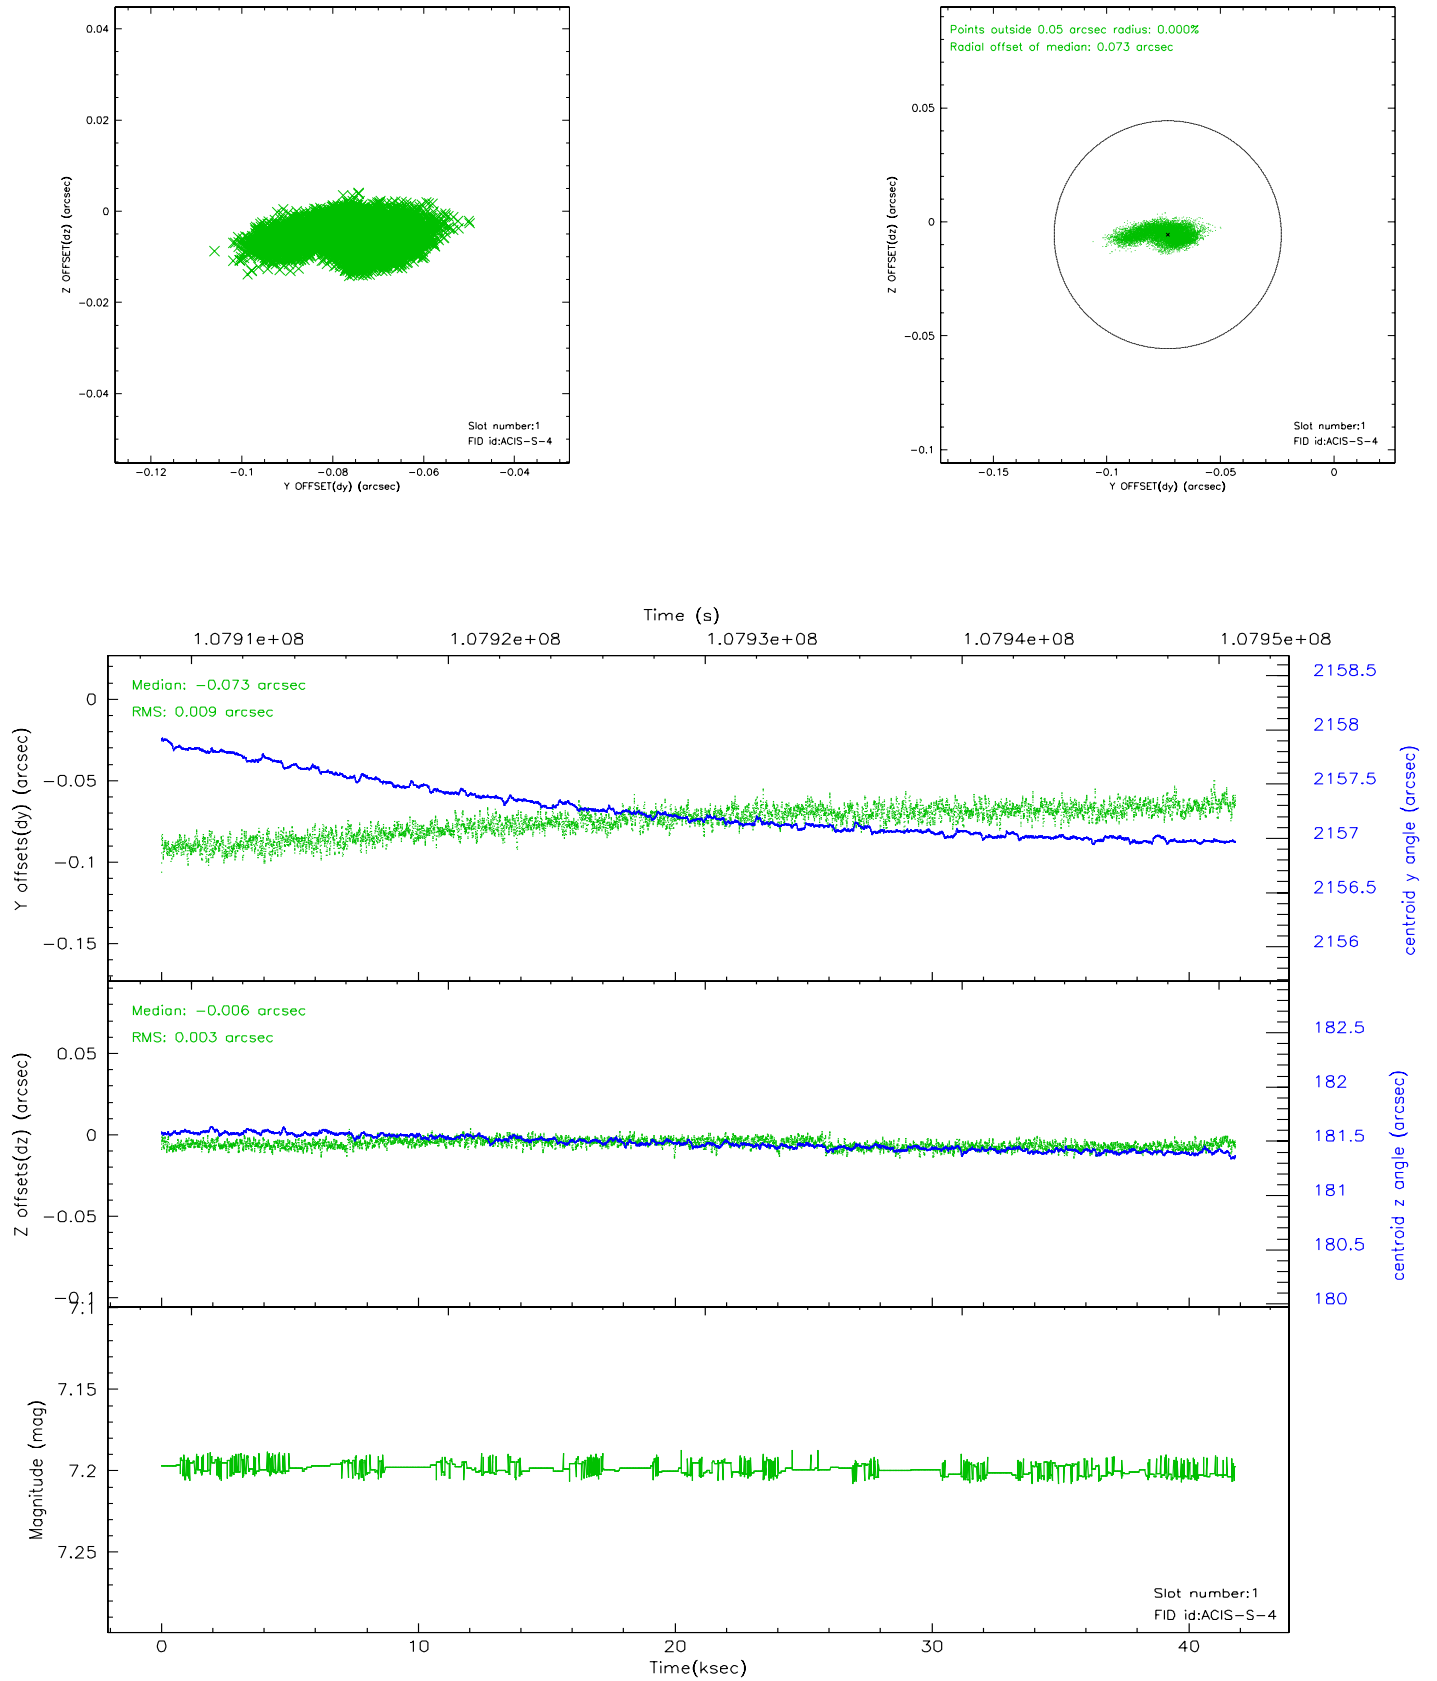 0.04
0.02
0
−0.02
−0.04
Z OFFSET(dz) (arcsec)
Slot number:1
FID id:ACIS−S−4
−0.12
−0.1
−0.08
−0.06
−0.04
Y OFFSET(dy) (arcsec)
Points outside 0.05 arcsec radius: 0.000%
Radial offset of median: 0.073 arcsec
0.05
0
−0.05
−0.1
Z OFFSET(dz) (arcsec)
Slot number:1
FID id:ACIS−S−4
−0.15
−0.1
−0.05
0
Y OFFSET(dy) (arcsec)
Time (s)
1.0791e+08
1.0792e+08
1.0793e+08
1.0794e+08
1.0795e+08
Median: −0.073 arcsec
RMS: 0.009 arcsec
0
−0.05
−0.1
−0.15
Y offsets(dy) (arcsec)
2158.5
2158
2157.5
2157
2156.5
2156
centroid y angle (arcsec)
Median: −0.006 arcsec
RMS: 0.003 arcsec
0.05
0
−0.05
−0.1
Z offsets(dz) (arcsec)
182.5
182
181.5
181
180.5
180
centroid z angle (arcsec)
7.1
7.15
7.2
7.25
Magnitude (mag)
Slot number:1
FID id:ACIS−S−4
0
10
20
30
40
Time(ksec)